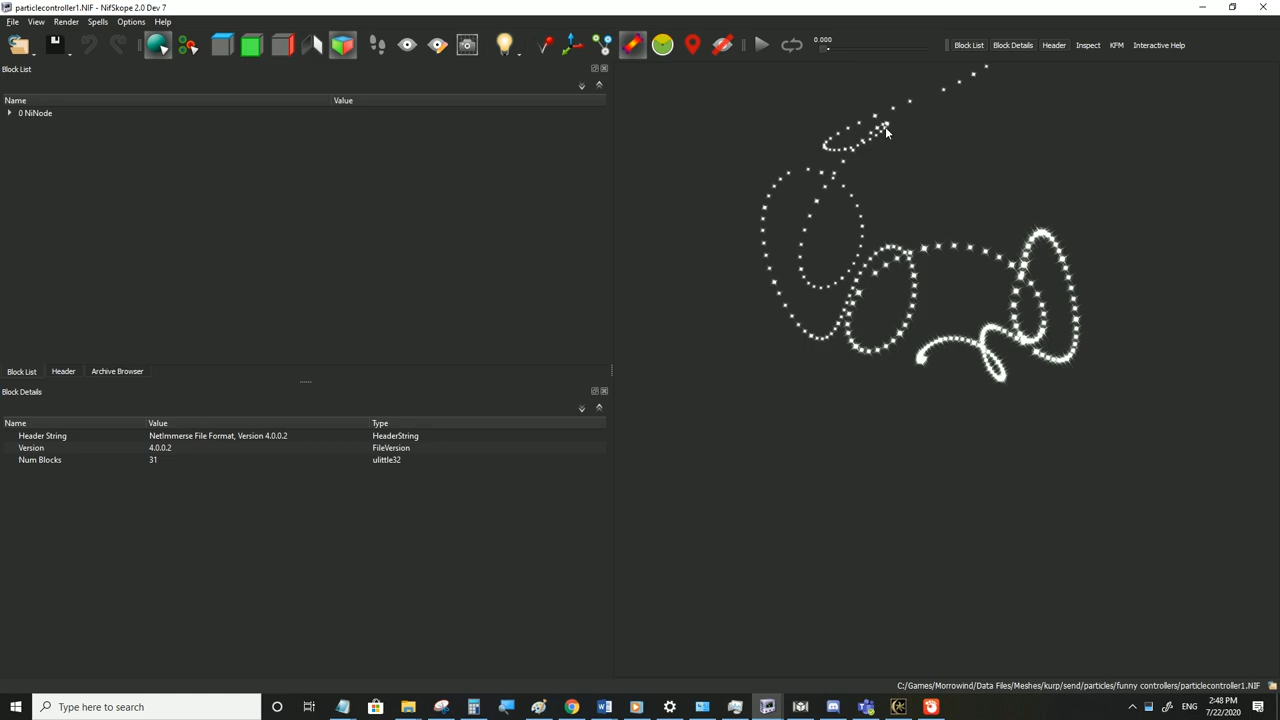 particlecontroller1.NIF - NifSkope 2.0 Dev 7
File View Render Spells Options Help
0.000
Block List Block Details Header Inspect KFM Interactive Help
Block List
Name Value
0 NiNode
Block List Header Archive Browser
Block Details
Name Value Type
Header String NetImmerse File Format, Version 4.0.0.2 HeaderString
Version 4.0.0.2 FileVersion
Num Blocks 31 ulittle32
C:/Games/Morrowind/Data Files/Meshes/kurp/send/particles/funny controllers/particlecontroller1.NIF
Type here to search
ENG
2:48 PM
7/22/2020